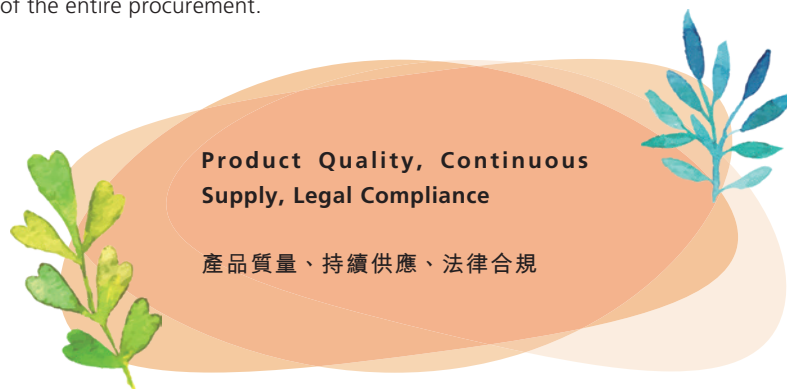 of the entire procurement.
Product Quality, Continuous
Supply, Legal Compliance
產品質量、持續供應、法律合規